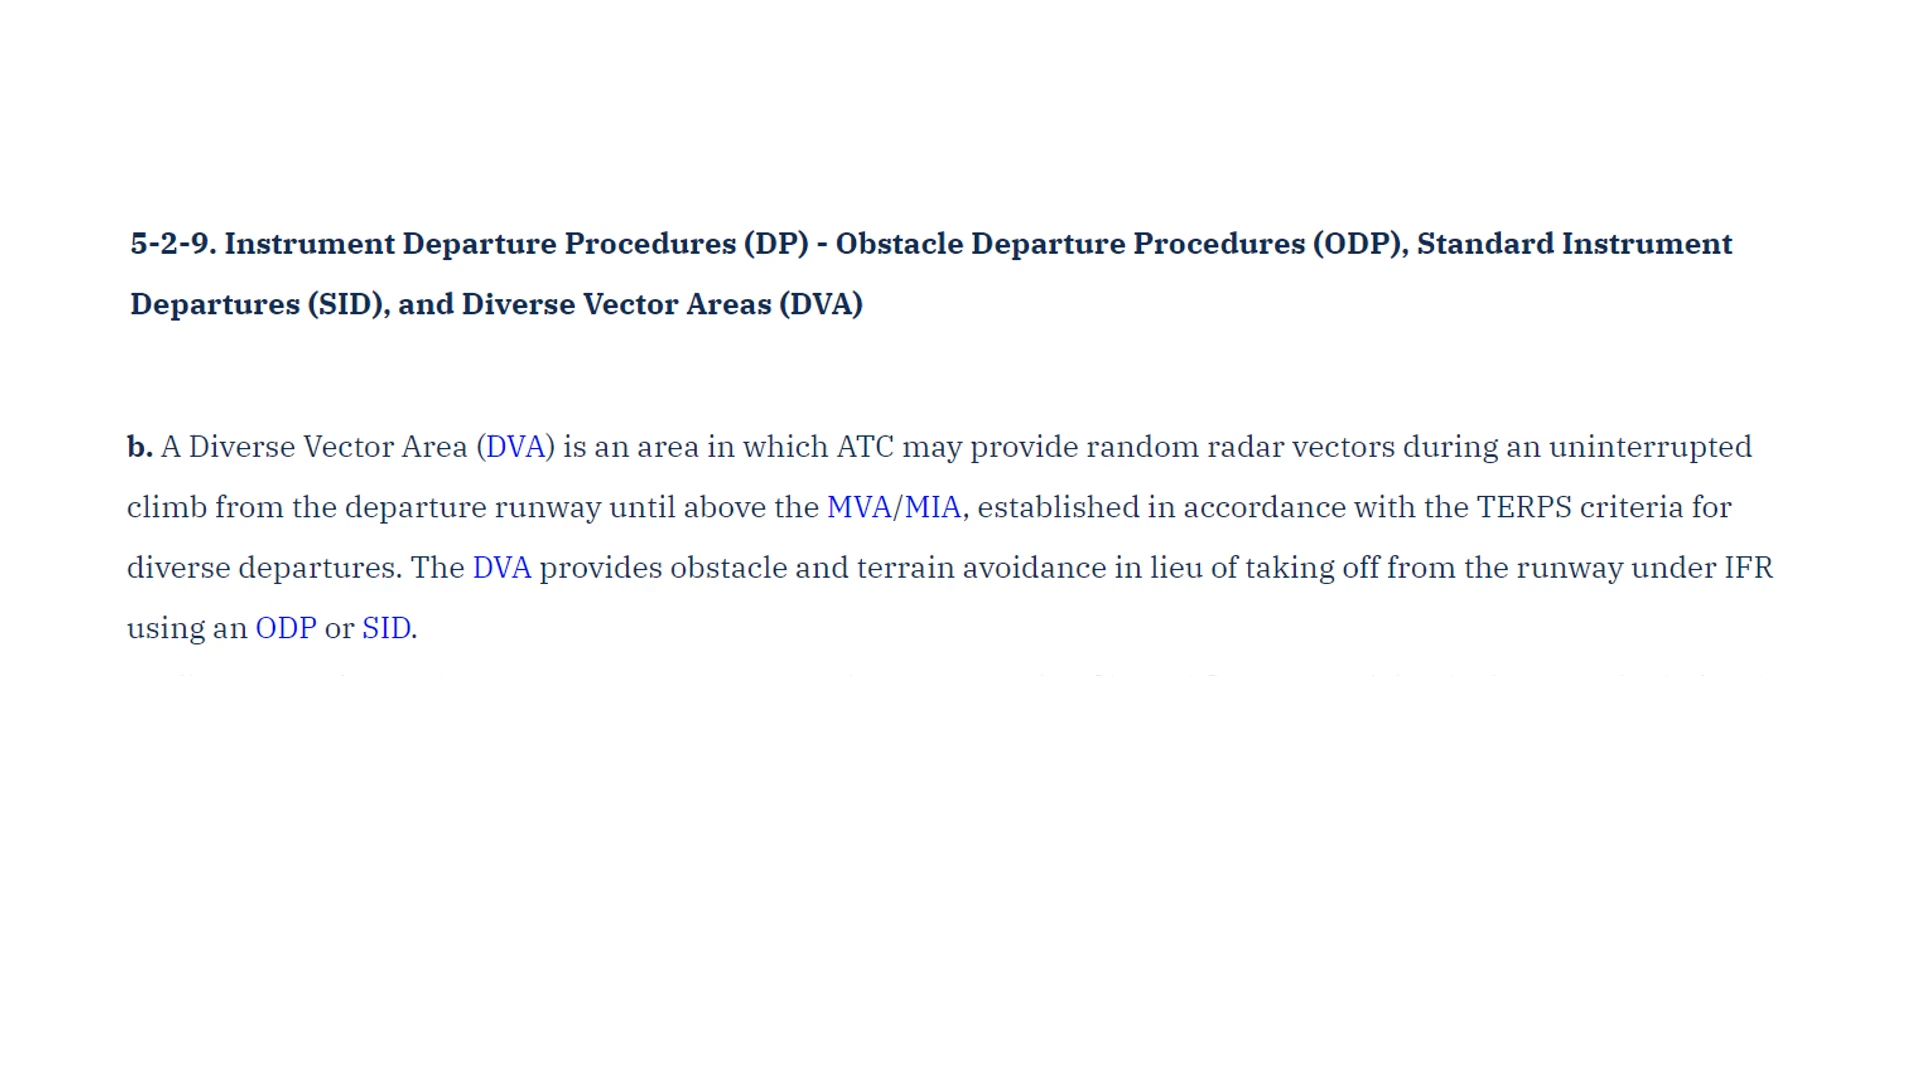 5-2-9. Instrument Departure Procedures (DP) - Obstacle Departure Procedures (ODP), Standard Instrument
Departures (SID), and Diverse Vector Areas (DVA)
b. A Diverse Vector Area (DVA) is an area in which ATC may provide random radar vectors during an uninterrupted
climb from the departure runway until above the MVA/MIA, established in accordance with the TERPS criteria for
diverse departures. The DVA provides obstacle and terrain avoidance in lieu of taking off from the runway under IFR
using an ODP or SID.